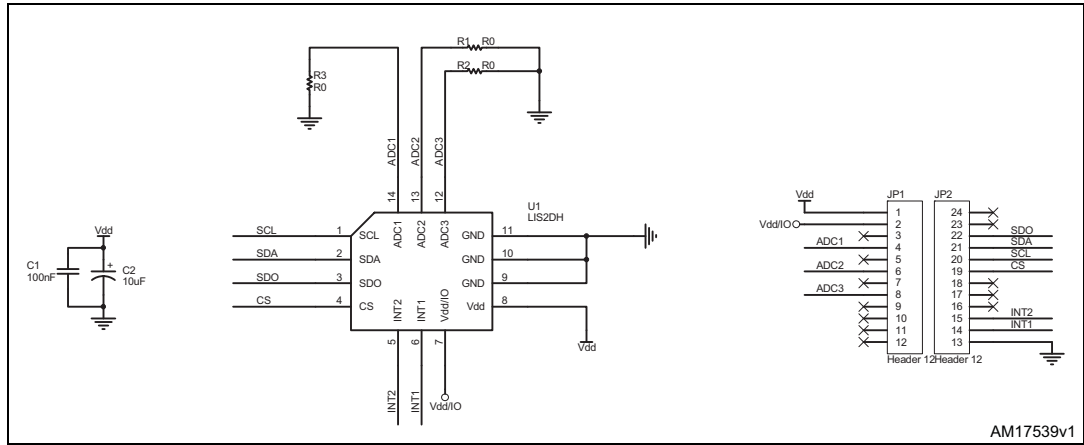 R1 R0
R2 R0
R3
R0
ADC1
ADC2
ADC3
14
13
12
U1
LIS2DH
SCL 1 SCL
SDA 2 SDA
SDO 3 SDO
CS 4 CS
ADC1
ADC2
ADC3
GND 11
GND 10
GND 9
Vdd 8
INT2
INT1
Vdd/IO
5
6
7
INT2
INT1
Vdd/IO
Vdd
Vdd
C1
100nF
+
C2
10uF
Vdd
Vdd/IO
ADC1
ADC2
ADC3
JP1
1
2
3
4
5
6
7
8
9
10
11
12
Header 12
JP2
24
23
22 SDO
21 SDA
20 SCL
19 CS
18
17
16
15 INT2
14 INT1
13
Header 12
AM17539v1